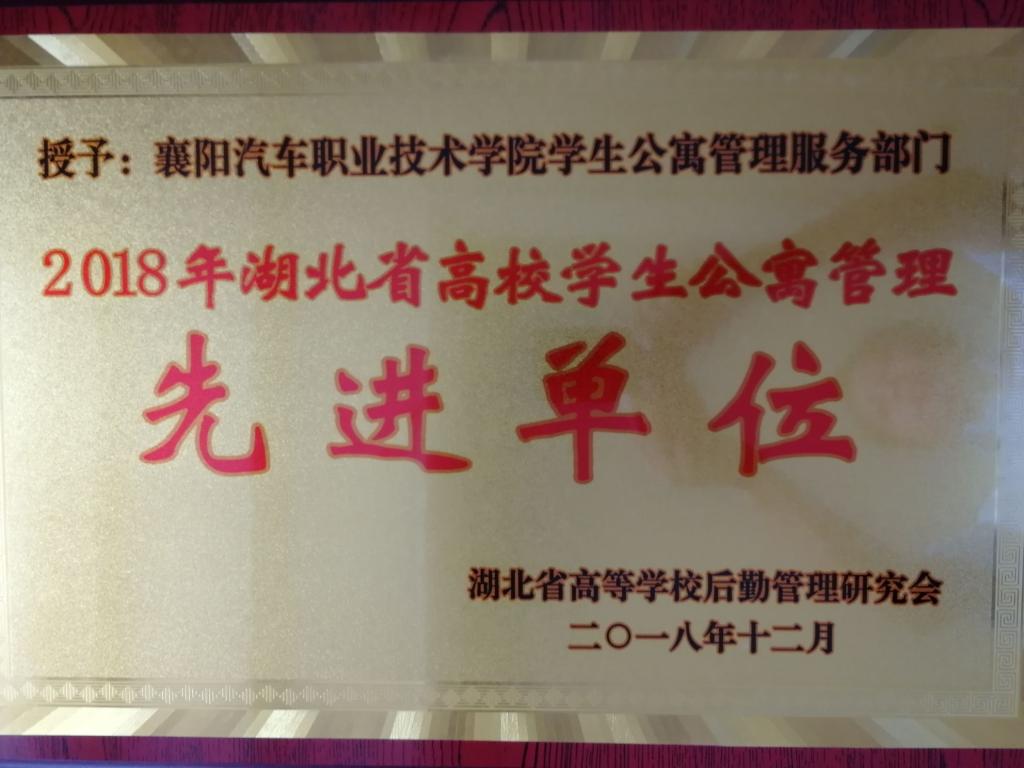 授予：襄阳汽车职业技术学院学生公寓管理服务部门
2018年湖北省高校学生公寓管理
先进单位
湖北省高等学校后勤管理研究会
二〇一八年十二月